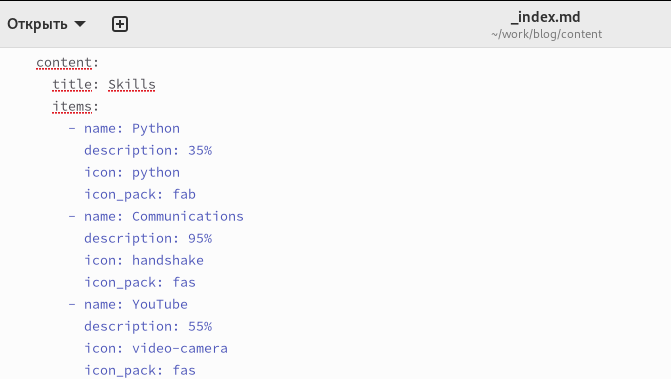 Открыть
_index.md
~/work/blog/content
content:
title: Skills
items:
- name: Python
description: 35%
icon: python
icon_pack: fab
- name: Communications
description: 95%
icon: handshake
icon_pack: fas
- name: YouTube
description: 55%
icon: video-camera
icon_pack: fas